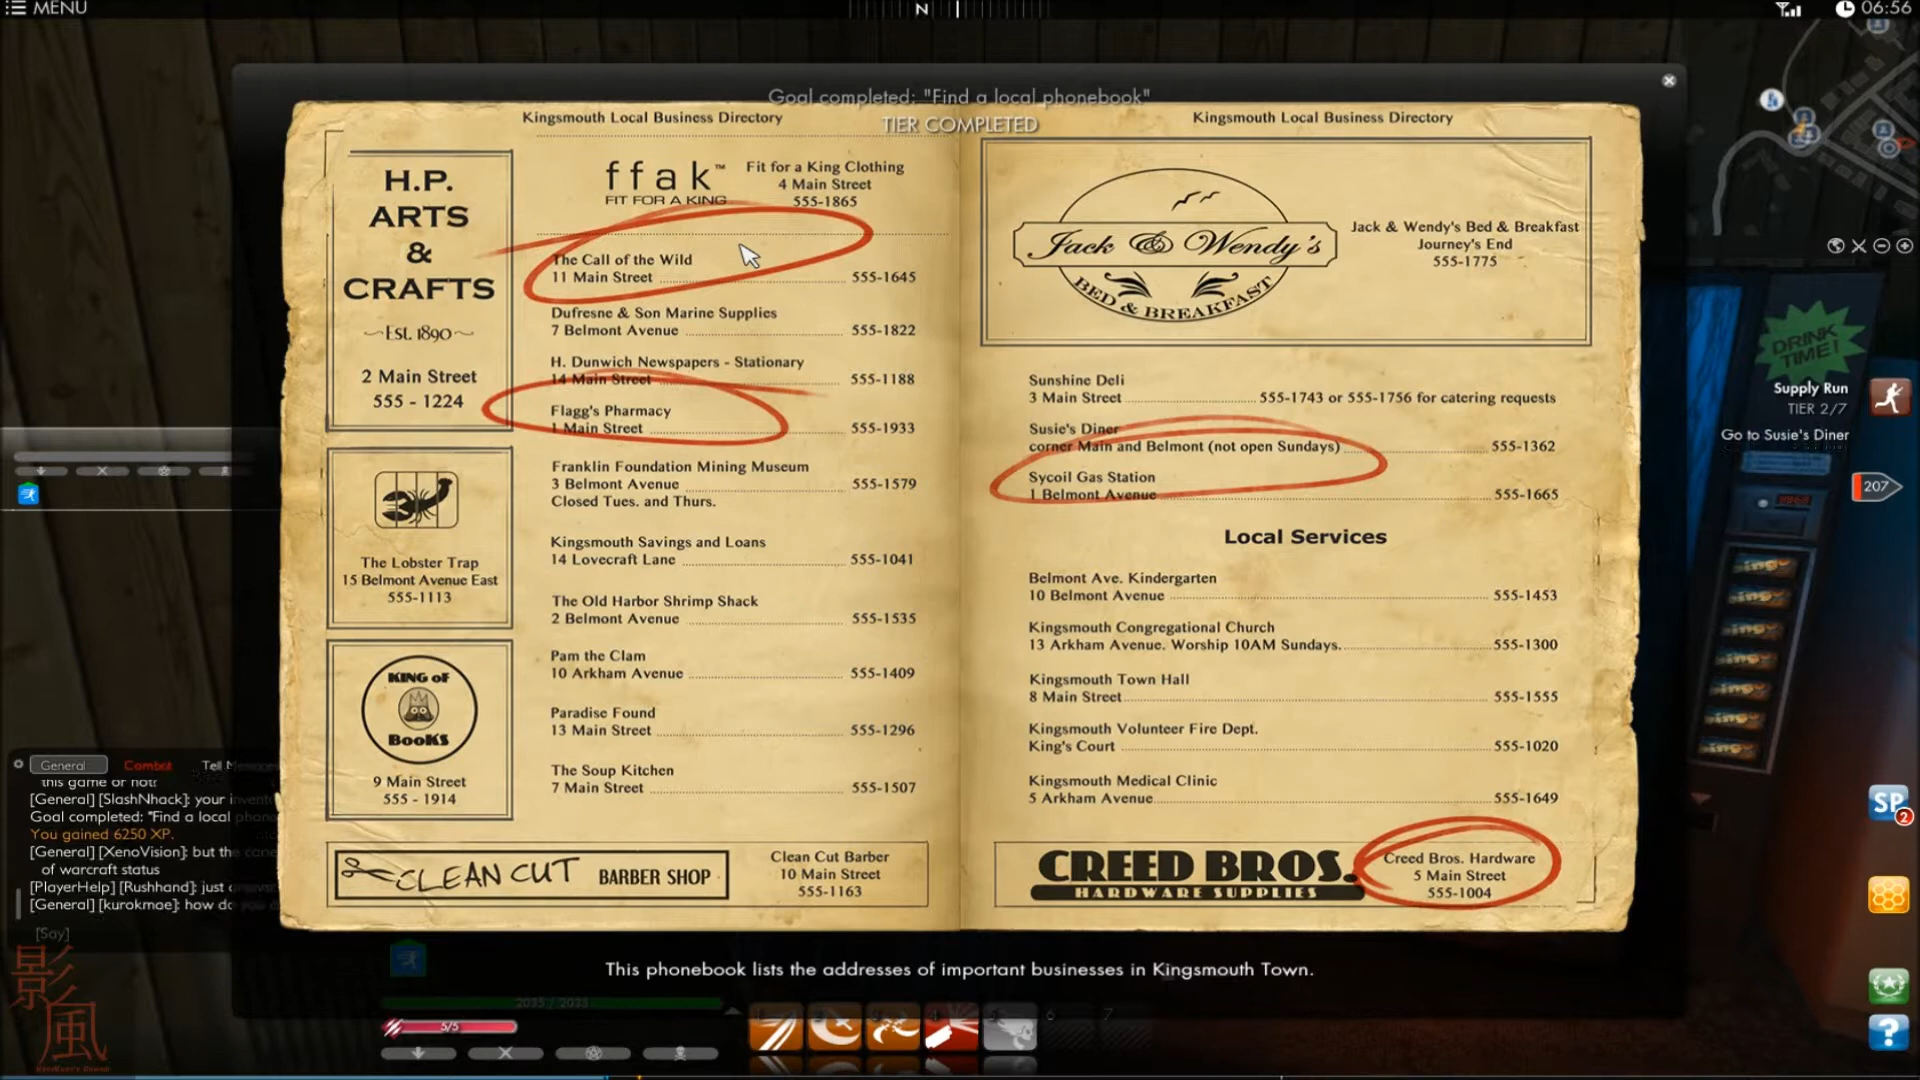 MENU
N
06:56
Goal completed: "Find a local phonebook"
TIER COMPLETED
Kingsmouth Local Business Directory
H.P.
ARTS
&
CRAFTS
~Est. 1890~
2 Main Street
555 - 1224
The Lobster Trap
15 Belmont Avenue East
555-1113
KING OF
BOOKS
9 Main Street
555 - 1914
ffak™
FIT FOR A KING
Fit for a King Clothing
4 Main Street
555-1865
The Call of the Wild
11 Main Street 555-1645
Dufresne & Son Marine Supplies
7 Belmont Avenue 555-1822
H. Dunwich Newspapers - Stationary
14 Main Street 555-1188
Flagg's Pharmacy
1 Main Street 555-1933
Franklin Foundation Mining Museum
3 Belmont Avenue 555-1579
Closed Tues. and Thurs.
Kingsmouth Savings and Loans
14 Lovecraft Lane 555-1041
The Old Harbor Shrimp Shack
2 Belmont Avenue 555-1535
Pam the Clam
10 Arkham Avenue 555-1409
Paradise Found
13 Main Street 555-1296
The Soup Kitchen
7 Main Street 555-1507
CLEAN CUT BARBER SHOP
Clean Cut Barber
10 Main Street
555-1163
Kingsmouth Local Business Directory
Jack & Wendy's
BED & BREAKFAST
Jack & Wendy's Bed & Breakfast
Journey's End
555-1775
Sunshine Deli
3 Main Street 555-1743 or 555-1756 for catering requests
Susie's Diner
corner Main and Belmont (not open Sundays) 555-1362
Sycoil Gas Station
1 Belmont Avenue 555-1665
Local Services
Belmont Ave. Kindergarten
10 Belmont Avenue 555-1453
Kingsmouth Congregational Church
13 Arkham Avenue. Worship 10AM Sundays. 555-1300
Kingsmouth Town Hall
8 Main Street 555-1555
Kingsmouth Volunteer Fire Dept.
King's Court 555-1020
Kingsmouth Medical Clinic
5 Arkham Avenue 555-1649
CREED BROS.
HARDWARE SUPPLIES
Creed Bros. Hardware
5 Main Street
555-1004
This phonebook lists the addresses of important businesses in Kingsmouth Town.
DRINK
TIME!
Supply Run
TIER 2/7
Go to Susie's Diner
207
SP
2
?
General Combat Tell
this game or not
[General] [SlashNhack]: your
Goal completed: "Find a local
You gained 6250 XP.
[General] [XenoVision]: but the
of warcraft status
[PlayerHelp] [Rushhand]: just
[General] [kurokmae]: how do
[Say]
影
風
2035 / 2035
5/5
6
7